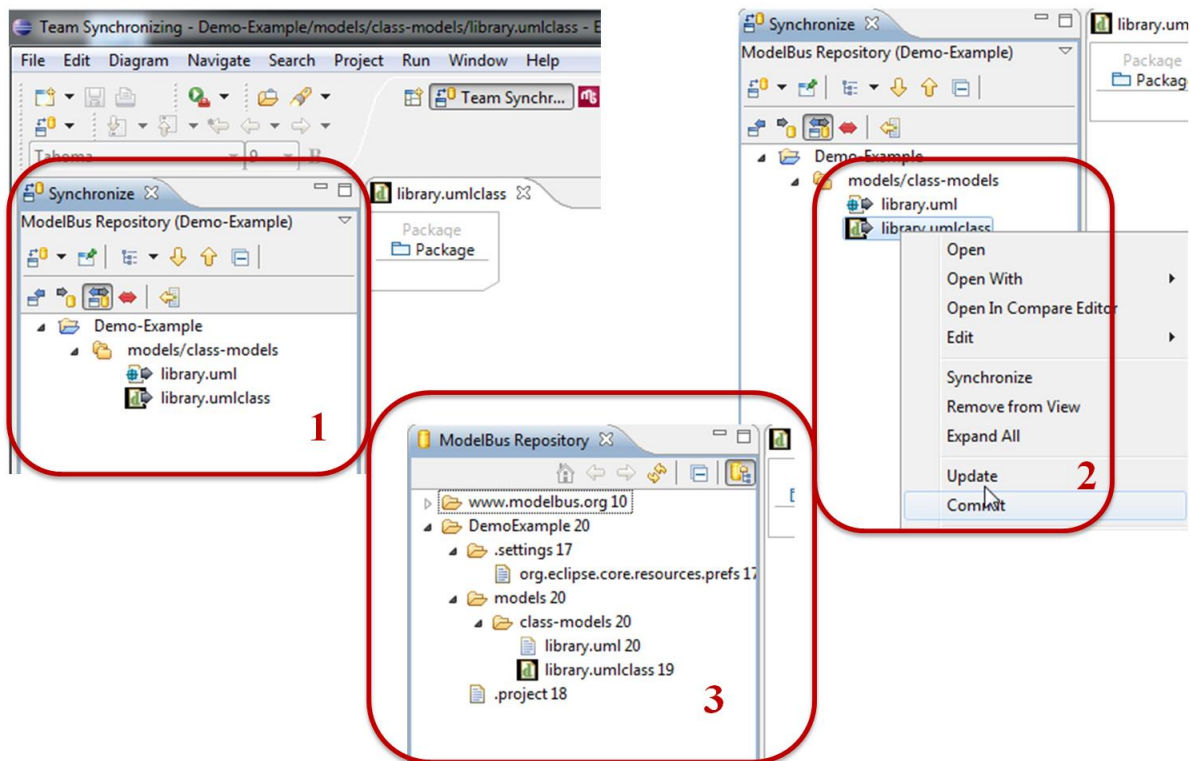 Team Synchronizing - Demo-Example/models/class-models/library.umlclass - E
File Edit Diagram Navigate Search Project Run Window Help
Team Synchr...
Tahoma 9 B
Synchronize
library.umlclass
ModelBus Repository (Demo-Example)
Package
Package
Demo-Example
models/class-models
library.uml
library.umlclass
1
Synchronize
library.um
ModelBus Repository (Demo-Example)
Package
Packag
Demo-Example
models/class-models
library.uml
library.umlclass
Open
Open With
Open In Compare Editor
Edit
Synchronize
Remove from View
Expand All
Update
Commit
2
ModelBus Repository
www.modelbus.org 10
DemoExample 20
.settings 17
org.eclipse.core.resources.prefs 17
models 20
class-models 20
library.uml 20
library.umlclass 19
.project 18
3